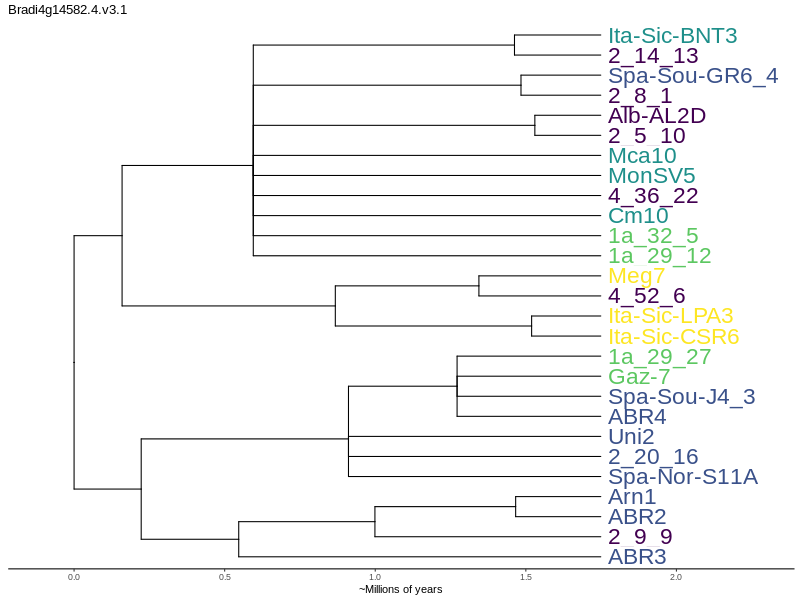 Bradi4g14582.4.v3.1
Ita-Sic-BNT3
2_14_13
Spa-Sou-GR6_4
2_8_1
Alb-AL2D
2_5_10
Mca10
MonSV5
4_36_22
Cm10
1a_32_5
1a_29_12
Meg7
4_52_6
Ita-Sic-LPA3
Ita-Sic-CSR6
1a_29_27
Gaz-7
Spa-Sou-J4_3
ABR4
Uni2
2_20_16
Spa-Nor-S11A
Arn1
ABR2
2_9_9
ABR3
0.0 0.5 1.0 1.5 2.0
~Millions of years